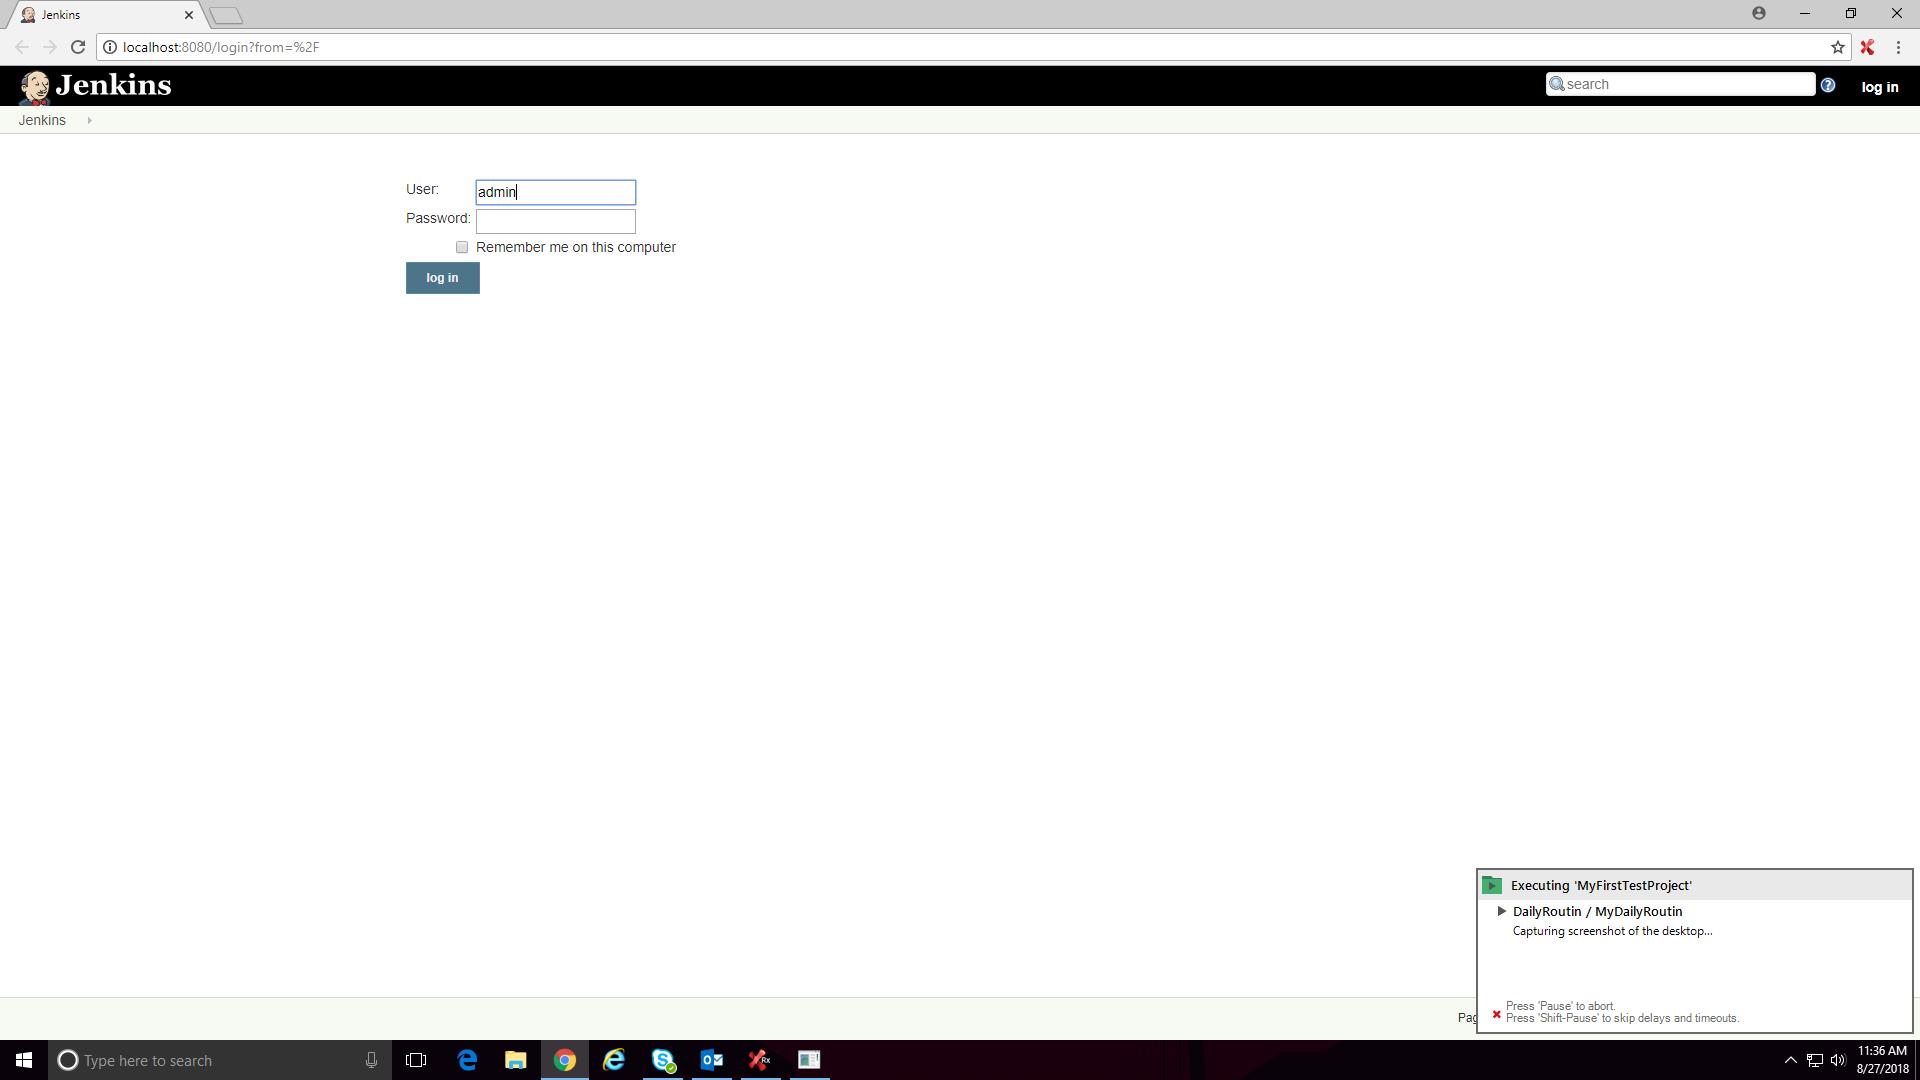 Jenkins
localhost:8080/login?from=%2F
Jenkins
search
log in
Jenkins
User:
admin
Password:
Remember me on this computer
log in
Executing 'MyFirstTestProject'
DailyRoutin / MyDailyRoutin
Capturing screenshot of the desktop...
Press 'Pause' to abort.
Press 'Shift-Pause' to skip delays and timeouts.
Type here to search
11:36 AM
8/27/2018